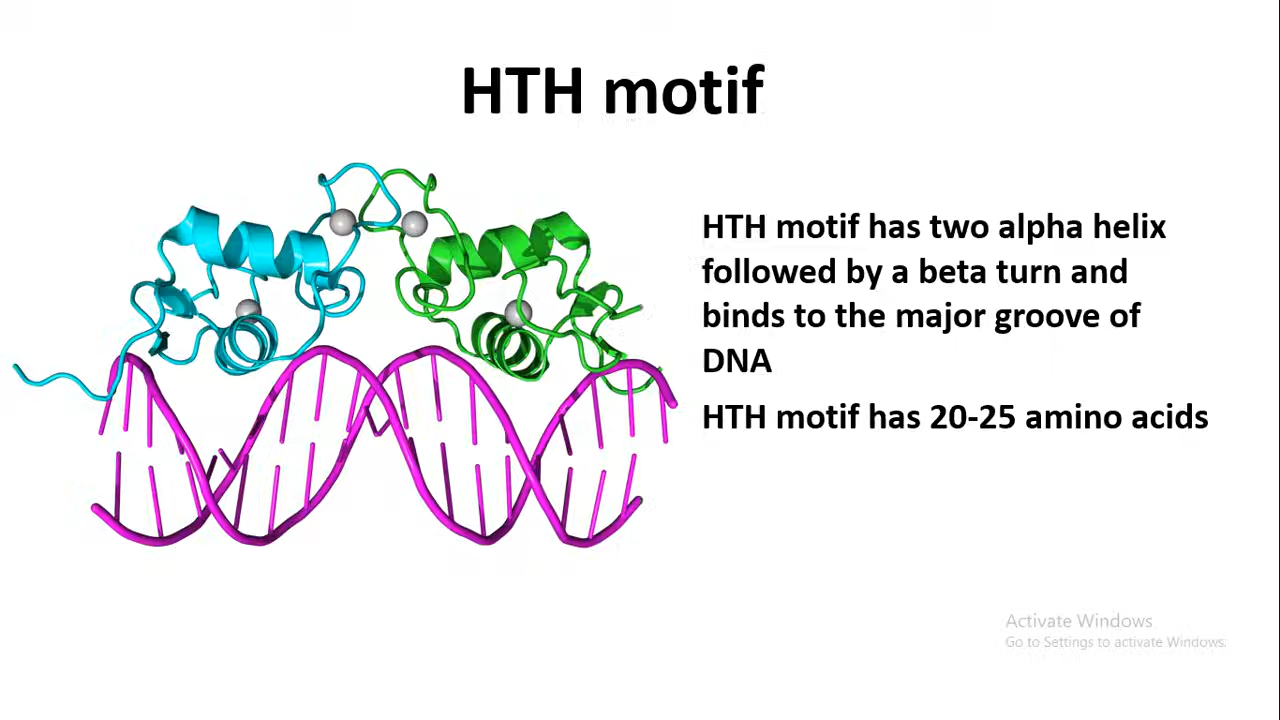 HTH motif
HTH motif has two alpha helix
followed by a beta turn and
binds to the major groove of
DNA
HTH motif has 20-25 amino acids
Activate Windows
Go to Settings to activate Windows.